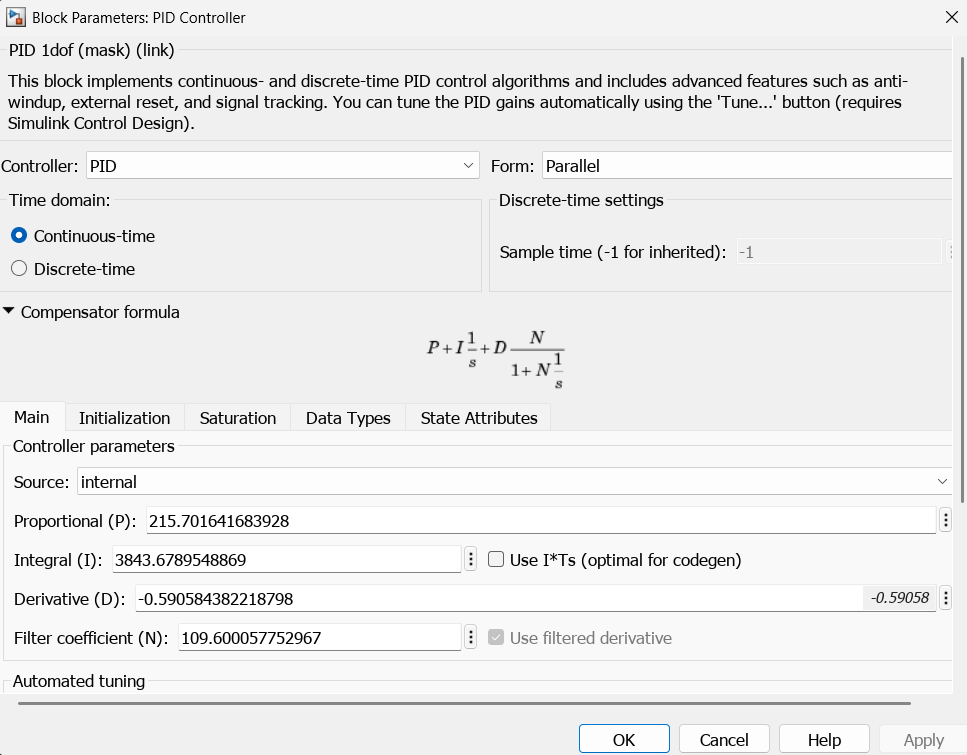 Block Parameters: PID Controller
PID 1dof (mask) (link)
This block implements continuous- and discrete-time PID control algorithms and includes advanced features such as anti-
windup, external reset, and signal tracking. You can tune the PID gains automatically using the 'Tune...' button (requires
Simulink Control Design).
Controller: PID Form: Parallel
Time domain: Discrete-time settings
Continuous-time
Sample time (-1 for inherited): -1
Discrete-time
Compensator formula
P + I 1/s + D N/(1 + N 1/s)
Main Initialization Saturation Data Types State Attributes
Controller parameters
Source: internal
Proportional (P): 215.701641683928
Integral (I): 3843.6789548869 Use I*Ts (optimal for codegen)
Derivative (D): -0.590584382218798 -0.59058
Filter coefficient (N): 109.600057752967 Use filtered derivative
Automated tuning
OK Cancel Help Apply